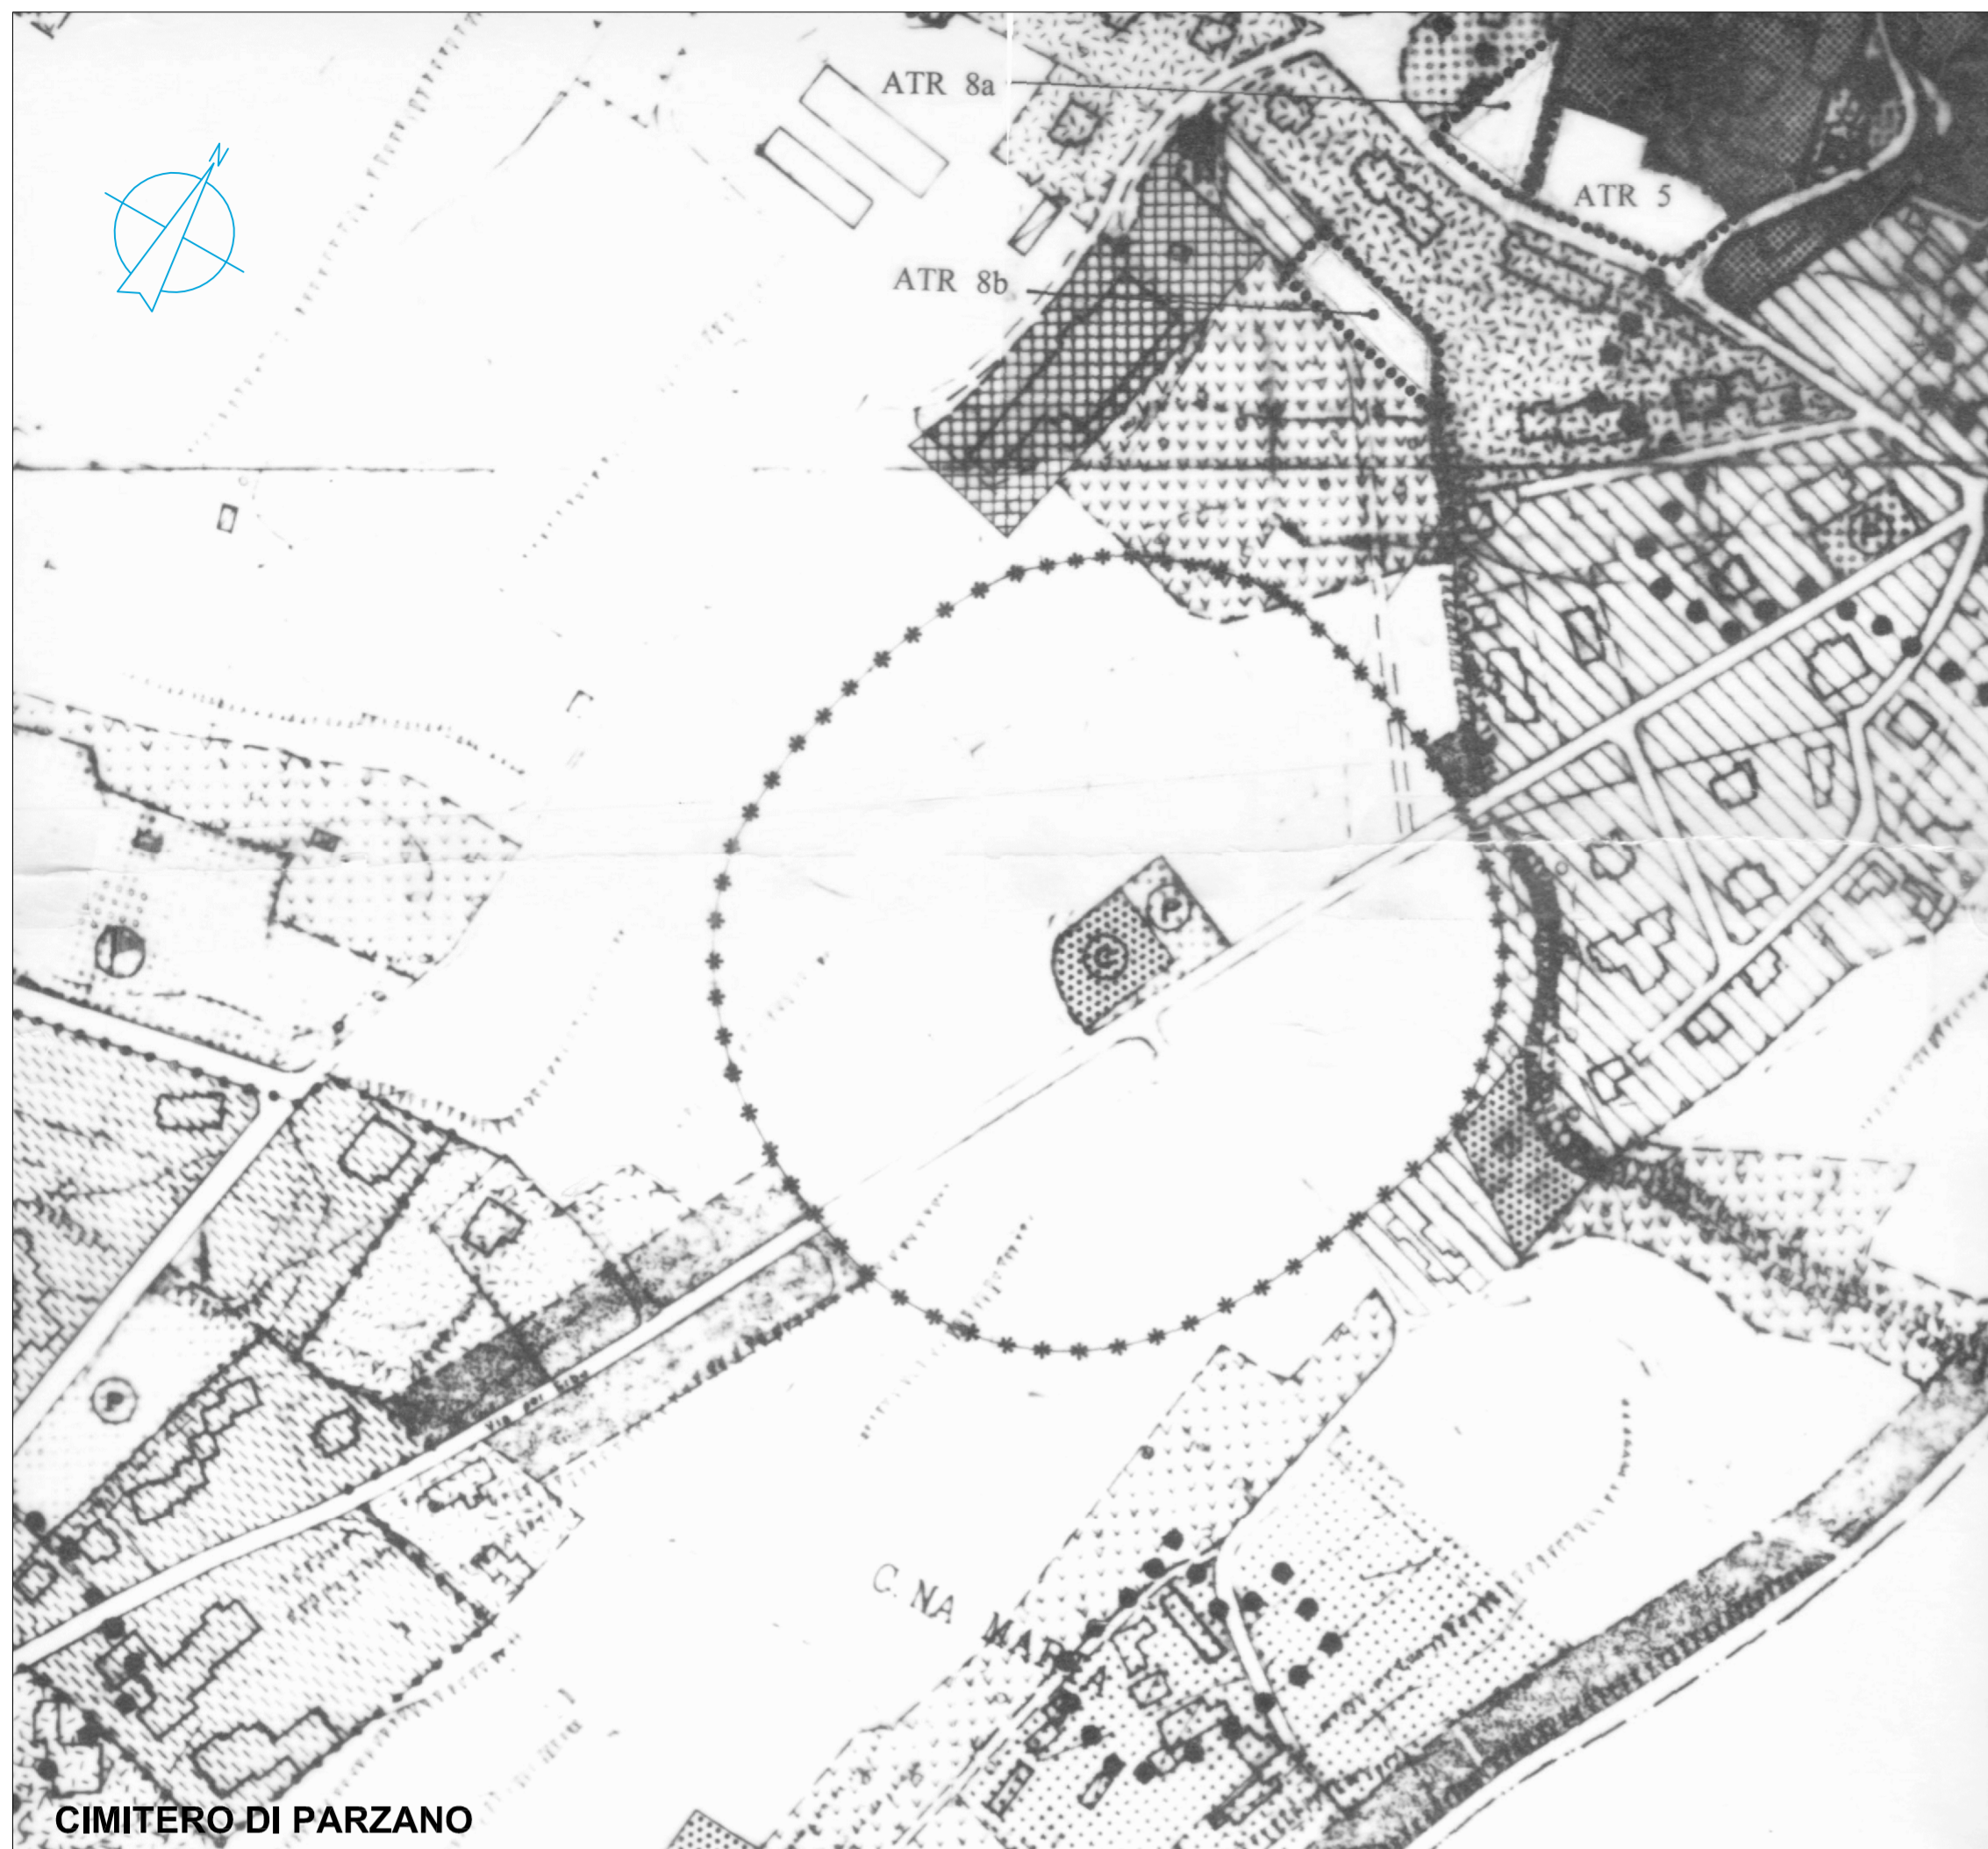 ATR 8a
N
ATR 5
ATR 8b
P
C
P
P
C.NA MARIA
CIMITERO DI PARZANO